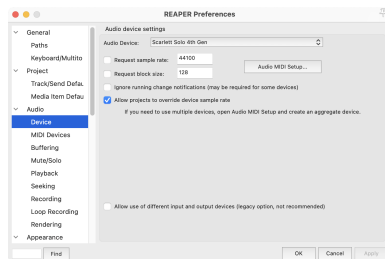 REAPER Preferences
General
Paths
Keyboard/Multito
Project
Track/Send Defau
Media Item Defau
Audio
Device
MIDI Devices
Buffering
Mute/Solo
Playback
Seeking
Recording
Loop Recording
Rendering
Appearance
Find
Audio device settings
Audio Device: Scarlett Solo 4th Gen
Request sample rate: 44100
Request block size: 128
Audio MIDI Setup...
Ignore running change notifications (may be required for some devices)
Allow projects to override device sample rate
If you need to use multiple devices, open Audio MIDI Setup and create an aggregate device.
Allow use of different input and output devices (legacy option, not recommended)
OK Cancel Apply